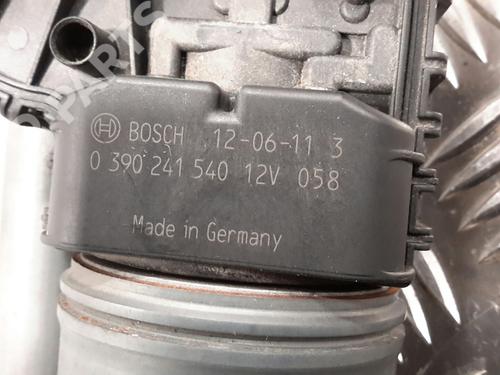 BOSCH 12-06-11 3
0 390 241 540 12V 058
Made in Germany